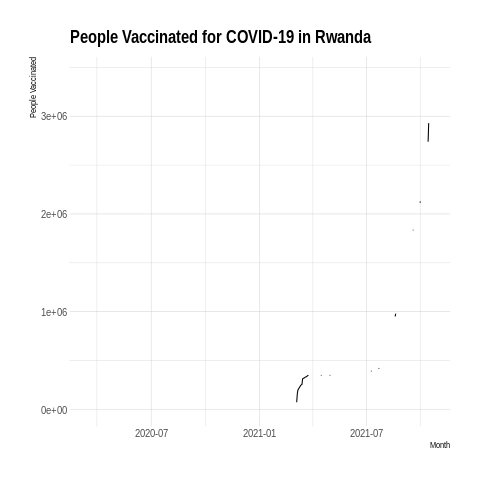 People Vaccinated for COVID-19 in Rwanda
People Vaccinated
3e+06
2e+06
1e+06
0e+00
2020-07 2021-01 2021-07
Month